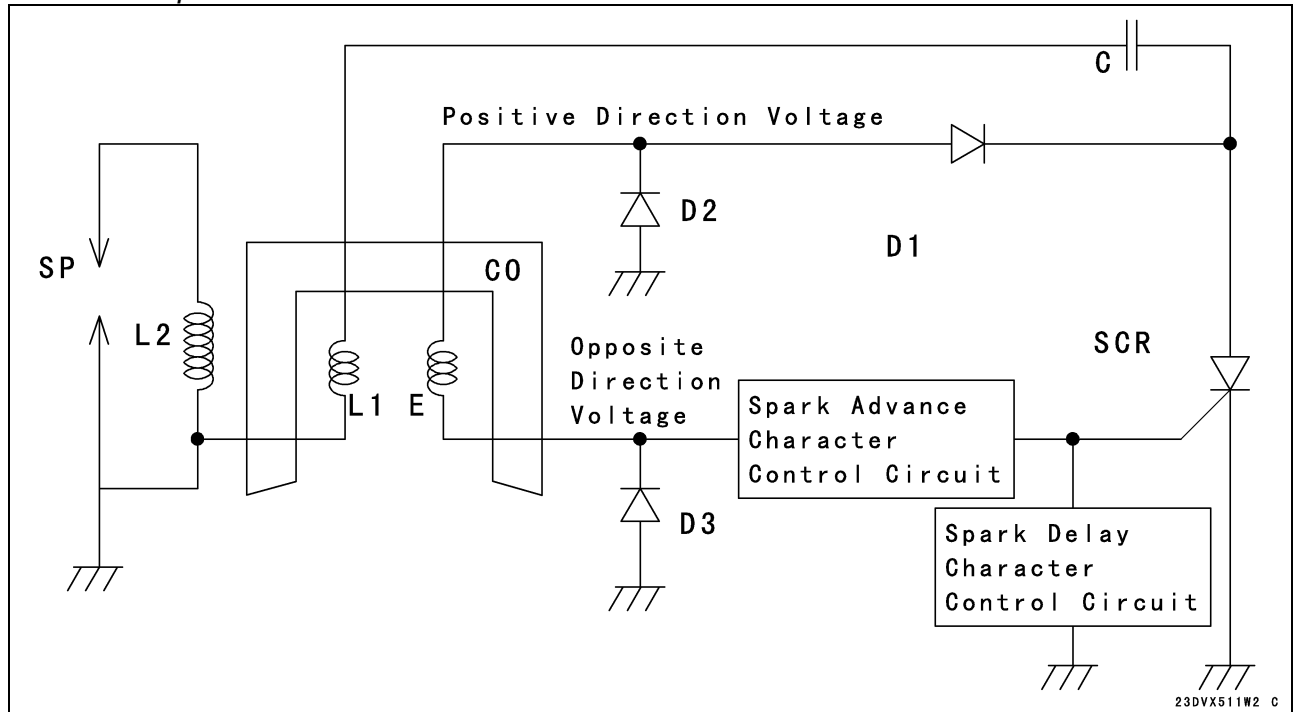 C
Positive Direction Voltage
D2
D1
SP
CO
L2
Opposite
Direction
Voltage
SCR
L1 E
Spark Advance
Character
Control Circuit
D3
Spark Delay
Character
Control Circuit
23DVX511W2 C